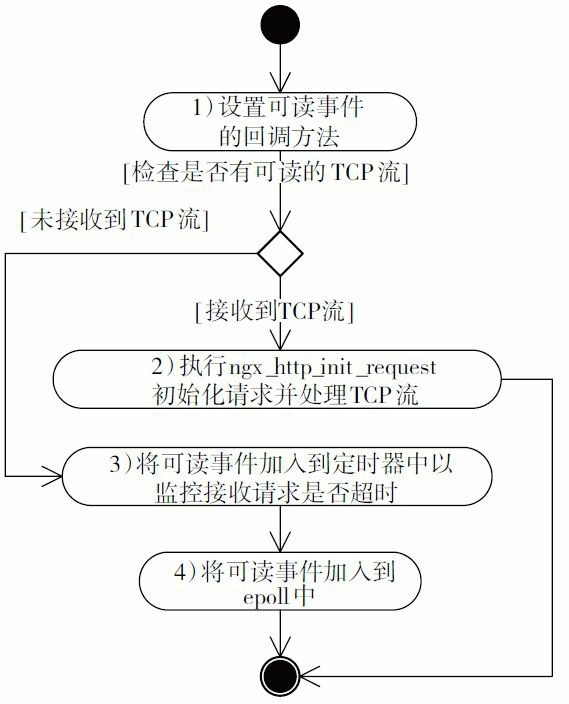 1)设置可读事件
的回调方法
[检查是否有可读的TCP流]
[未接收到TCP流]
[接收到TCP流]
2)执行ngx_http_init_request
初始化请求并处理TCP流
3)将可读事件加入到定时器中以
监控接收请求是否超时
4)将可读事件加入到
epoll中